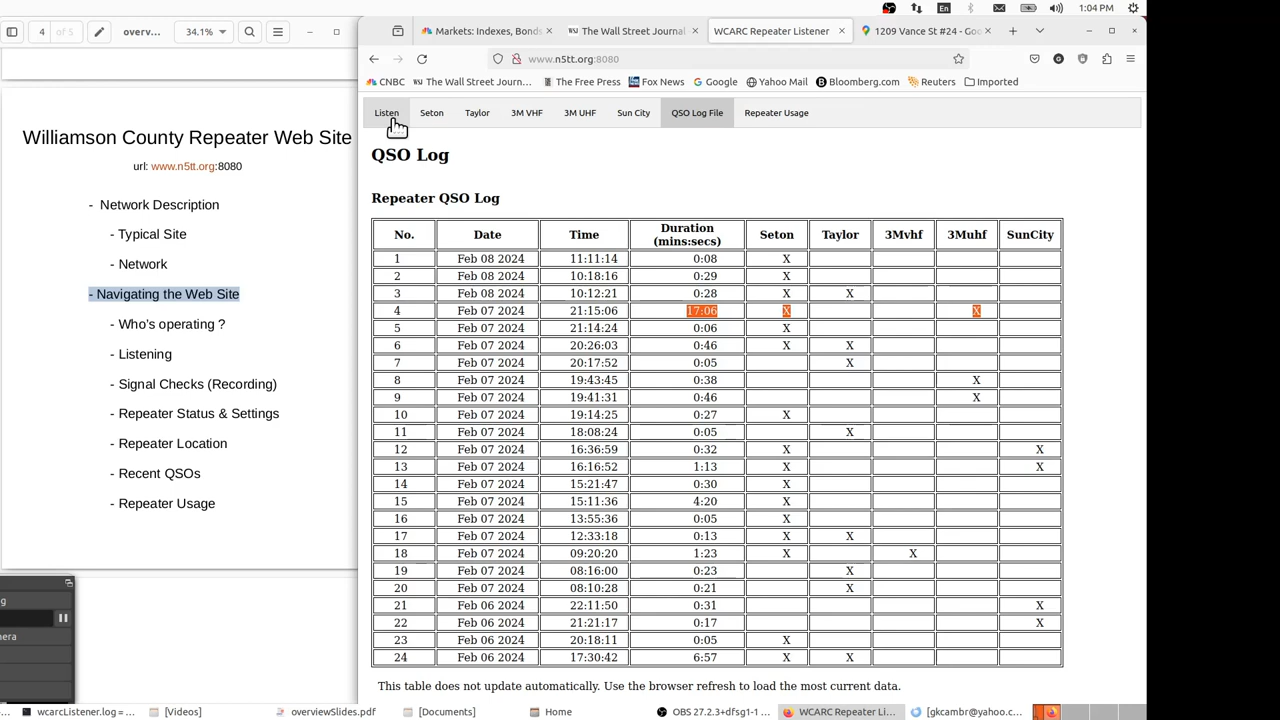 En
1:04 PM
4
of 5
overv...
34.1%
Markets: Indexes, Bonds
WSJ The Wall Street Journal
WCARC Repeater Listener
1209 Vance St #24 - Goo
www.n5tt.org:8080
CNBC
WSJ The Wall Street Journ...
The Free Press
Fox News
Google
Yahoo Mail
Bloomberg.com
Reuters
Imported
Listen
Seton
Taylor
3M VHF
3M UHF
Sun City
QSO Log File
Repeater Usage
Williamson County Repeater Web Site
url: www.n5tt.org:8080
- Network Description
- Typical Site
- Network
- Navigating the Web Site
- Who's operating ?
- Listening
- Signal Checks (Recording)
- Repeater Status & Settings
- Repeater Location
- Recent QSOs
- Repeater Usage
QSO Log
Repeater QSO Log
No. Date Time Duration (mins:secs) Seton Taylor 3Mvhf 3Muhf SunCity
1 Feb 08 2024 11:11:14 0:08 X
2 Feb 08 2024 10:18:16 0:29 X
3 Feb 08 2024 10:12:21 0:28 X X
4 Feb 07 2024 21:15:06 17:06 X X
5 Feb 07 2024 21:14:24 0:06 X
6 Feb 07 2024 20:26:03 0:46 X X
7 Feb 07 2024 20:17:52 0:05 X
8 Feb 07 2024 19:43:45 0:38 X
9 Feb 07 2024 19:41:31 0:46 X
10 Feb 07 2024 19:14:25 0:27 X
11 Feb 07 2024 18:08:24 0:05 X
12 Feb 07 2024 16:36:59 0:32 X X
13 Feb 07 2024 16:16:52 1:13 X X
14 Feb 07 2024 15:21:47 0:30 X
15 Feb 07 2024 15:11:36 4:20 X
16 Feb 07 2024 13:55:36 0:05 X
17 Feb 07 2024 12:33:18 0:13 X X
18 Feb 07 2024 09:20:20 1:23 X X
19 Feb 07 2024 08:16:00 0:23 X
20 Feb 07 2024 08:10:28 0:21 X
21 Feb 06 2024 22:11:50 0:31 X
22 Feb 06 2024 21:21:17 0:17 X
23 Feb 06 2024 20:18:11 0:05 X
24 Feb 06 2024 17:30:42 6:57 X X
This table does not update automatically. Use the browser refresh to load the most current data.
g
mera
wcarcListener.log = ...
[Videos]
overviewSlides.pdf
[Documents]
Home
OBS 27.2.3+dfsg1-1 ...
WCARC Repeater Li...
[gkcambr@yahoo.c...